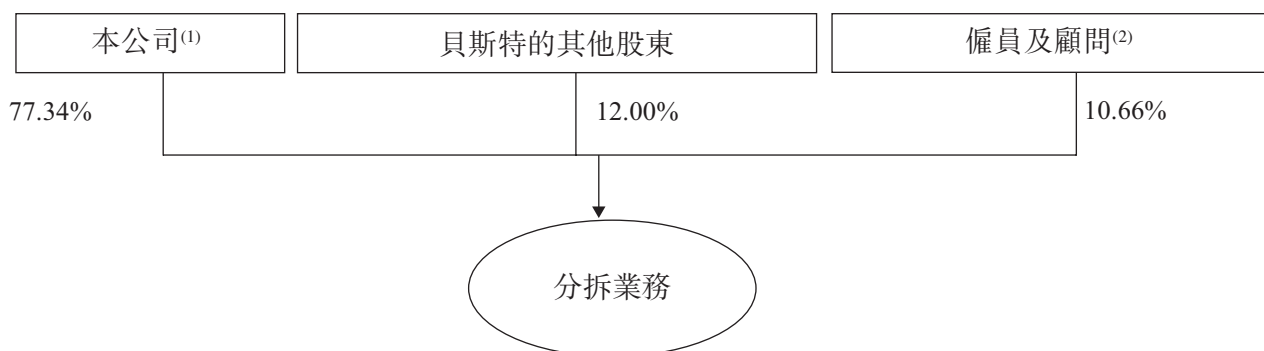 本公司(1) 貝斯特的其他股東 僱員及顧問(2)
77.34% 12.00% 10.66%
分拆業務